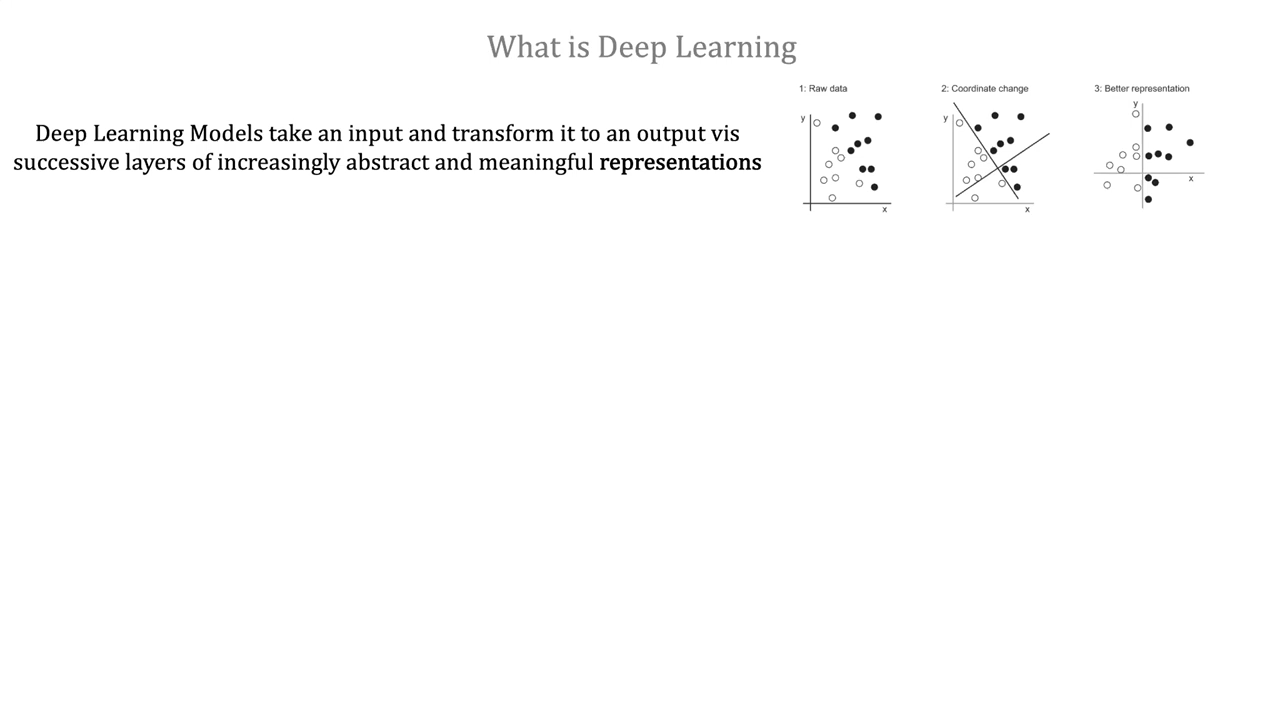 What is Deep Learning
Deep Learning Models take an input and transform it to an output vis
successive layers of increasingly abstract and meaningful representations
1: Raw data
y
x
2: Coordinate change
y
x
3: Better representation
y
x